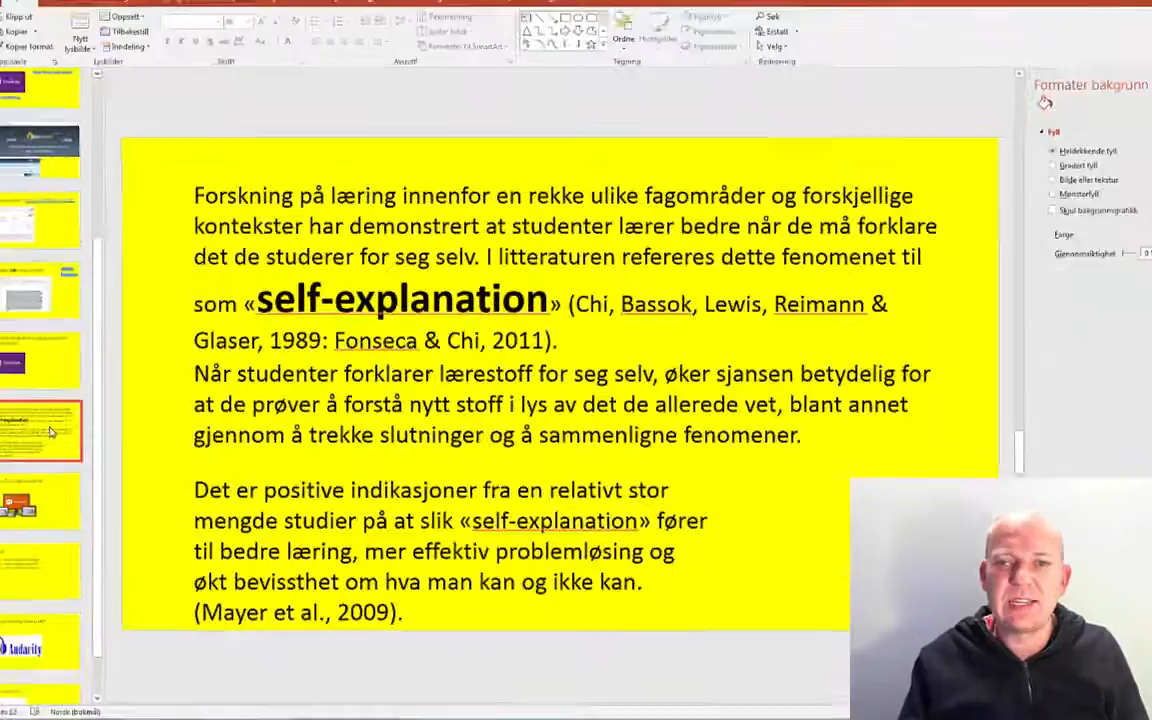 Klipp ut
Kopier
Kopier format
Nytt
lysbilde
Oppsett
Tilbakestill
Inndeling
Lysbilder
Skrift
Avsnitt
Konverter til SmartArt
Ordne
Hurtigstiler
Tegning
Søk
Erstatt
Velg
Redigering
Formater bakgrunn
Fyll
Heldekkende fyll
Gradert fyll
Bilde eller tekstur
Mønsterfyll
Skjul bakgrunnsgrafikk
Farge
Gjennomsiktighet
Forskning på læring innenfor en rekke ulike fagområder og forskjellige
kontekster har demonstrert at studenter lærer bedre når de må forklare
det de studerer for seg selv. I litteraturen refereres dette fenomenet til
som «self-explanation» (Chi, Bassok, Lewis, Reimann &
Glaser, 1989: Fonseca & Chi, 2011).
Når studenter forklarer lærestoff for seg selv, øker sjansen betydelig for
at de prøver å forstå nytt stoff i lys av det de allerede vet, blant annet
gjennom å trekke slutninger og å sammenligne fenomener.
Det er positive indikasjoner fra en relativt stor
mengde studier på at slik «self-explanation» fører
til bedre læring, mer effektiv problemløsing og
økt bevissthet om hva man kan og ikke kan.
(Mayer et al., 2009).
Audacity
Norsk (bokmål)